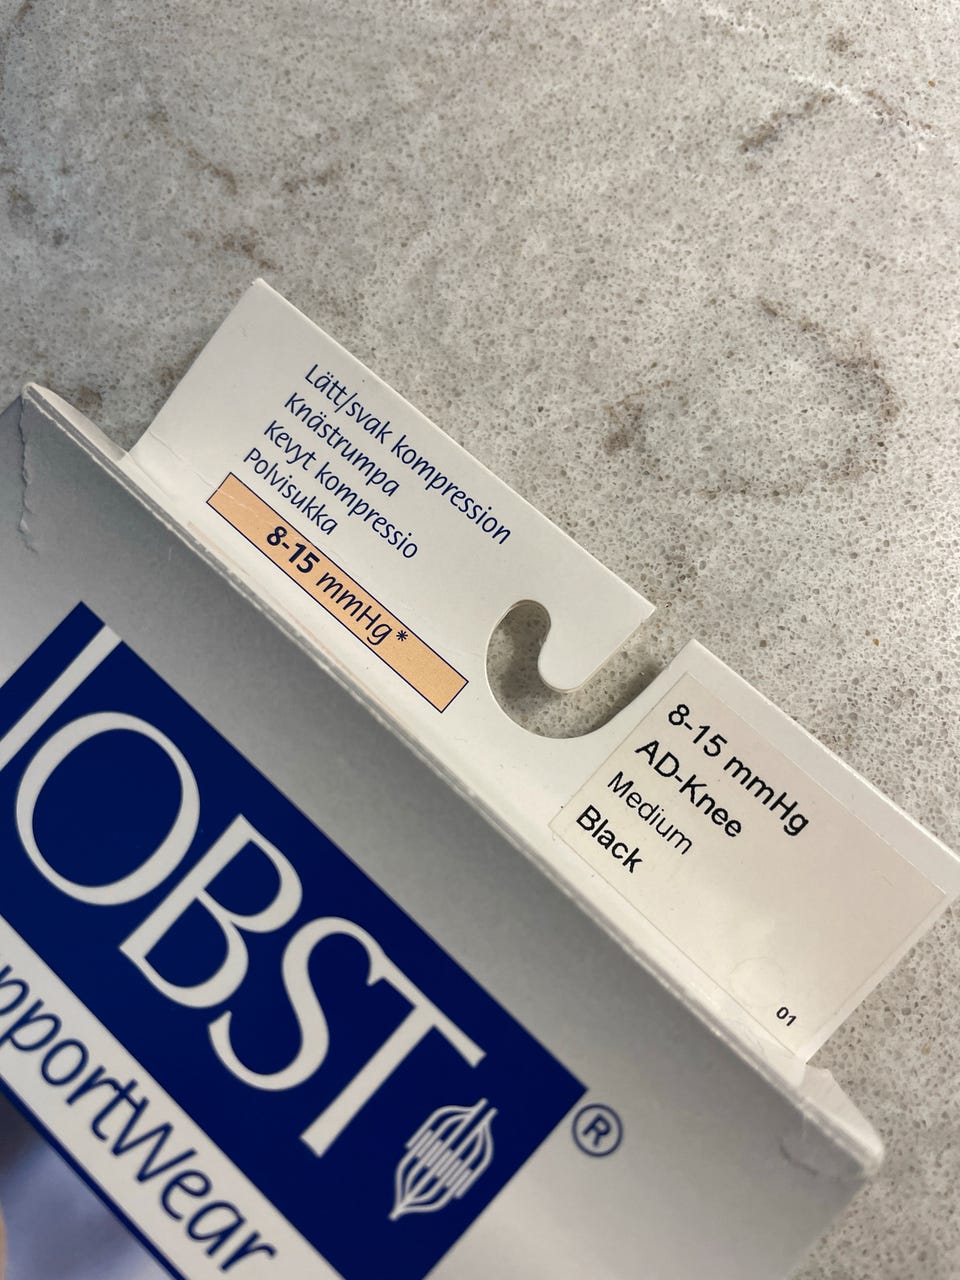 Lätt/svak kompression
Knästrumpa
Kevyt kompressio
Polvisukka
8-15 mmHg*
8-15 mmHg
AD-Knee
Medium
Black
01
JOBST®